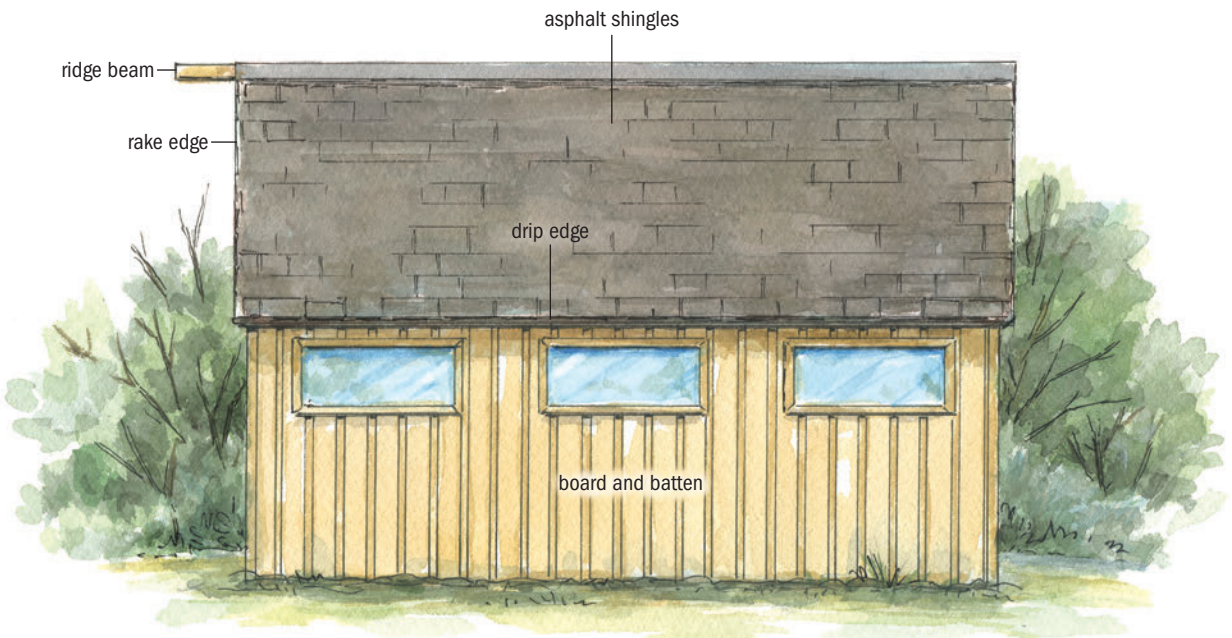 asphalt shingles
ridge beam
rake edge
drip edge
board and batten